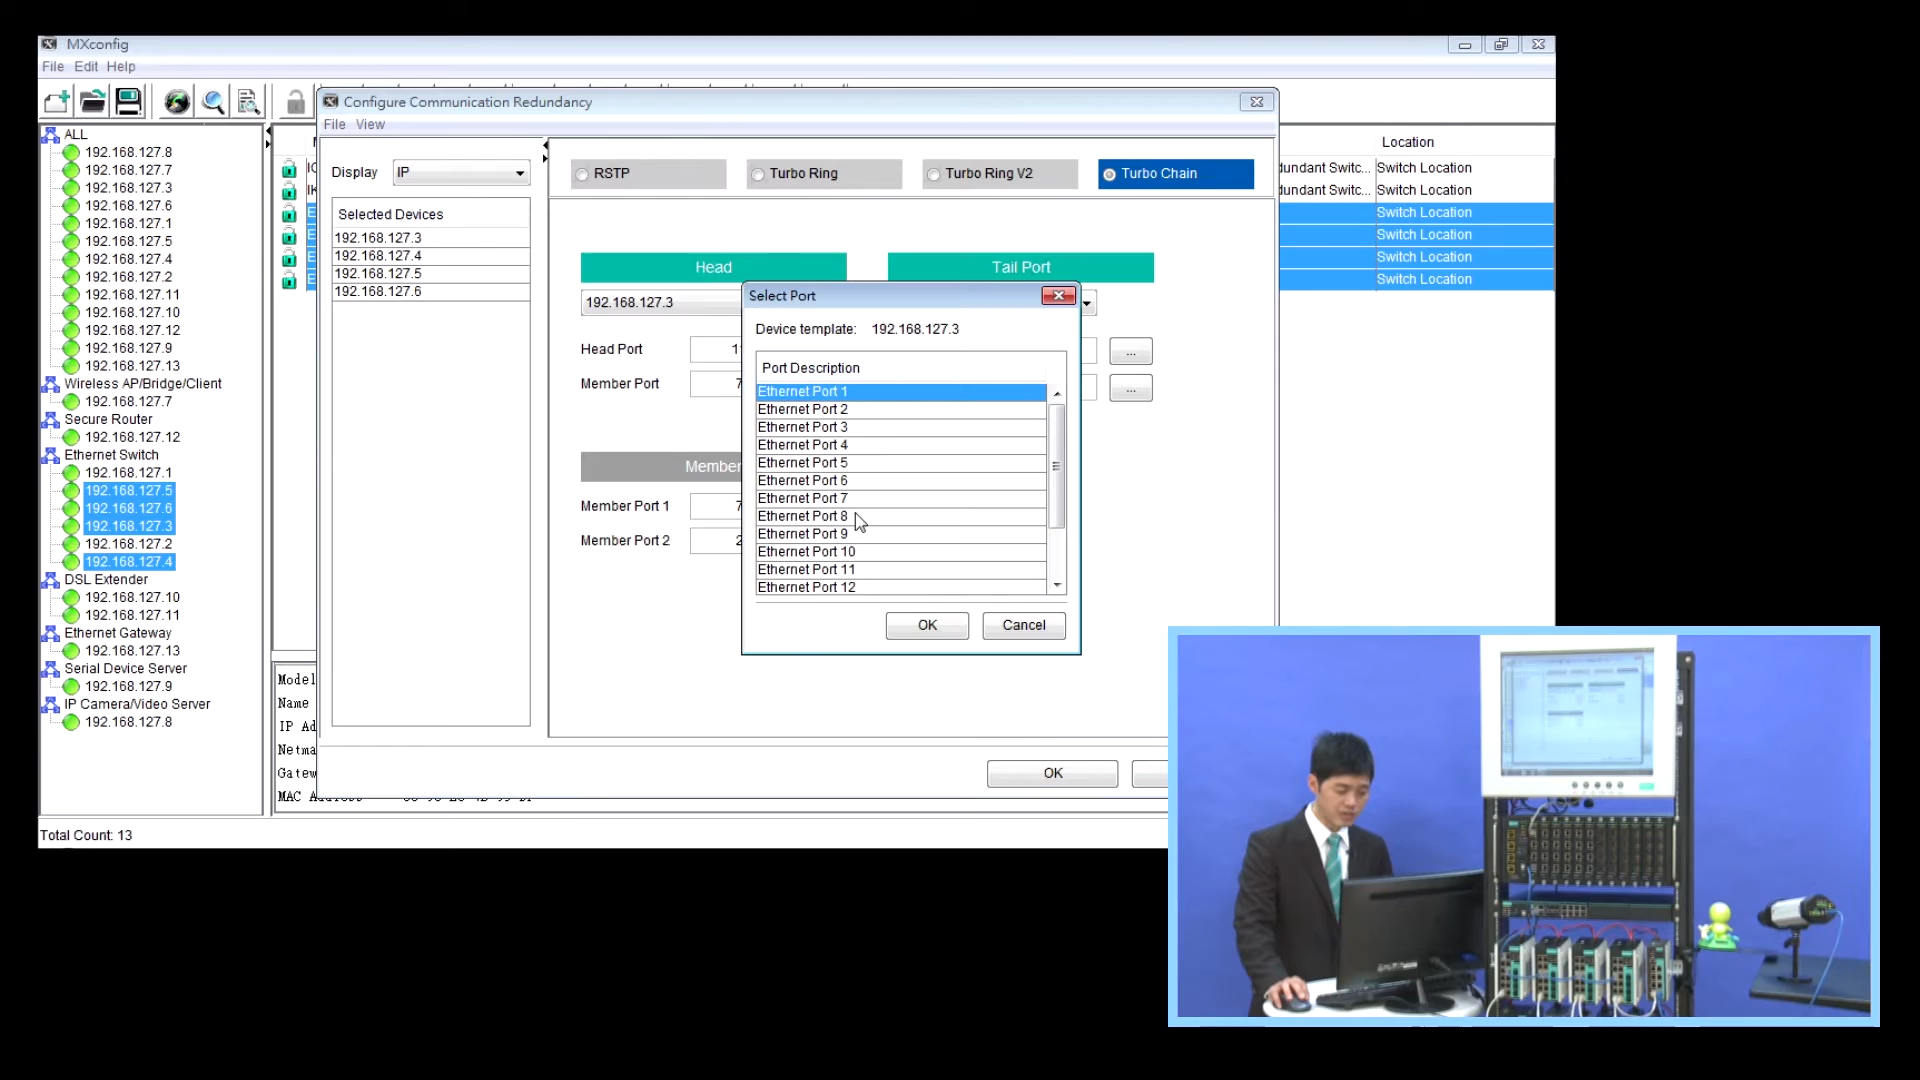 MXconfig
File Edit Help
ALL
192.168.127.8
192.168.127.7
192.168.127.3
192.168.127.6
192.168.127.1
192.168.127.5
192.168.127.4
192.168.127.2
192.168.127.11
192.168.127.10
192.168.127.12
192.168.127.9
192.168.127.13
Wireless AP/Bridge/Client
192.168.127.7
Secure Router
192.168.127.12
Ethernet Switch
192.168.127.1
192.168.127.5
192.168.127.6
192.168.127.3
192.168.127.2
192.168.127.4
DSL Extender
192.168.127.10
192.168.127.11
Ethernet Gateway
192.168.127.13
Serial Device Server
192.168.127.9
IP Camera/Video Server
192.168.127.8
Total Count: 13
Configure Communication Redundancy
File View
Display IP
Selected Devices
192.168.127.3
192.168.127.4
192.168.127.5
192.168.127.6
RSTP
Turbo Ring
Turbo Ring V2
Turbo Chain
Head
Tail Port
192.168.127.3
Head Port 1
Member Port 7
...
...
Member
Member Port 1 7
Member Port 2 2
OK
Select Port
Device template: 192.168.127.3
Port Description
Ethernet Port 1
Ethernet Port 2
Ethernet Port 3
Ethernet Port 4
Ethernet Port 5
Ethernet Port 6
Ethernet Port 7
Ethernet Port 8
Ethernet Port 9
Ethernet Port 10
Ethernet Port 11
Ethernet Port 12
OK
Cancel
Location
dundant Switc... Switch Location
dundant Switc... Switch Location
Switch Location
Switch Location
Switch Location
Switch Location
Model
Name
IP Ad
Netma
Gatew